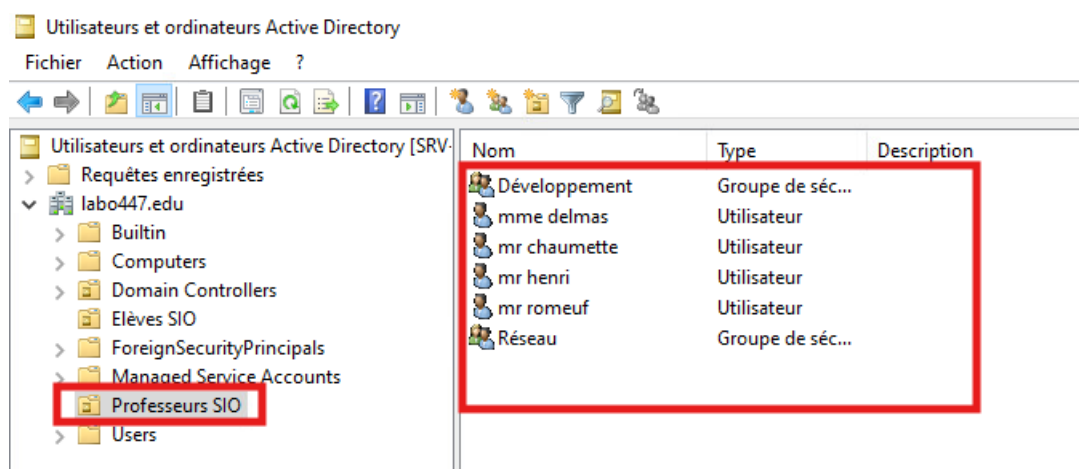 Utilisateurs et ordinateurs Active Directory
Fichier Action Affichage ?
Utilisateurs et ordinateurs Active Directory [SRV-
Requêtes enregistrées
labo447.edu
Builtin
Computers
Domain Controllers
Elèves SIO
ForeignSecurityPrincipals
Managed Service Accounts
Professeurs SIO
Users
Nom Type Description
Développement Groupe de séc...
mme delmas Utilisateur
mr chaumette Utilisateur
mr henri Utilisateur
mr romeuf Utilisateur
Réseau Groupe de séc...